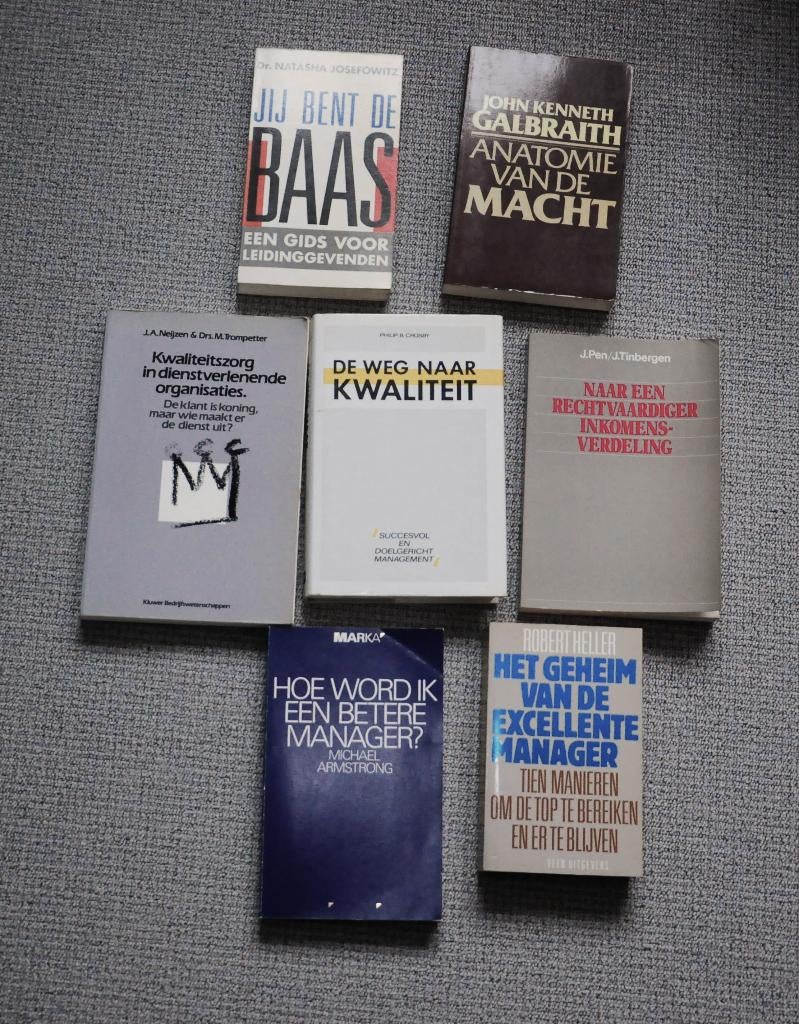 Dr. NATASHA JOSEFOWITZ
JIJ BENT DE
BAAS
EEN GIDS VOOR
LEIDINGGEVENDEN
JOHN KENNETH
GALBRAITH
ANATOMIE
VAN DE
MACHT
J.A. Neijzen & Drs. M. Trompetter
Kwaliteitszorg
in dienstverlenende
organisaties.
De klant is koning,
maar wie maakt er
de dienst uit?
Kluwer Bedrijfswetenschappen
PHILIP B. CROSBY
DE WEG NAAR
KWALITEIT
SUCCESVOL
EN
DOELGERICHT
MANAGEMENT
J.Pen/J.Tinbergen
NAAR EEN
RECHTVAARDIGER
INKOMENS-
VERDELING
MARKA
HOE WORD IK
EEN BETERE
MANAGER?
MICHAEL
ARMSTRONG
ROBERT HELLER
HET GEHEIM
VAN DE
EXCELLENTE
MANAGER
TIEN MANIEREN
OM DE TOP TE BEREIKEN
EN ER TE BLIJVEN
VEEN UITGEVERS